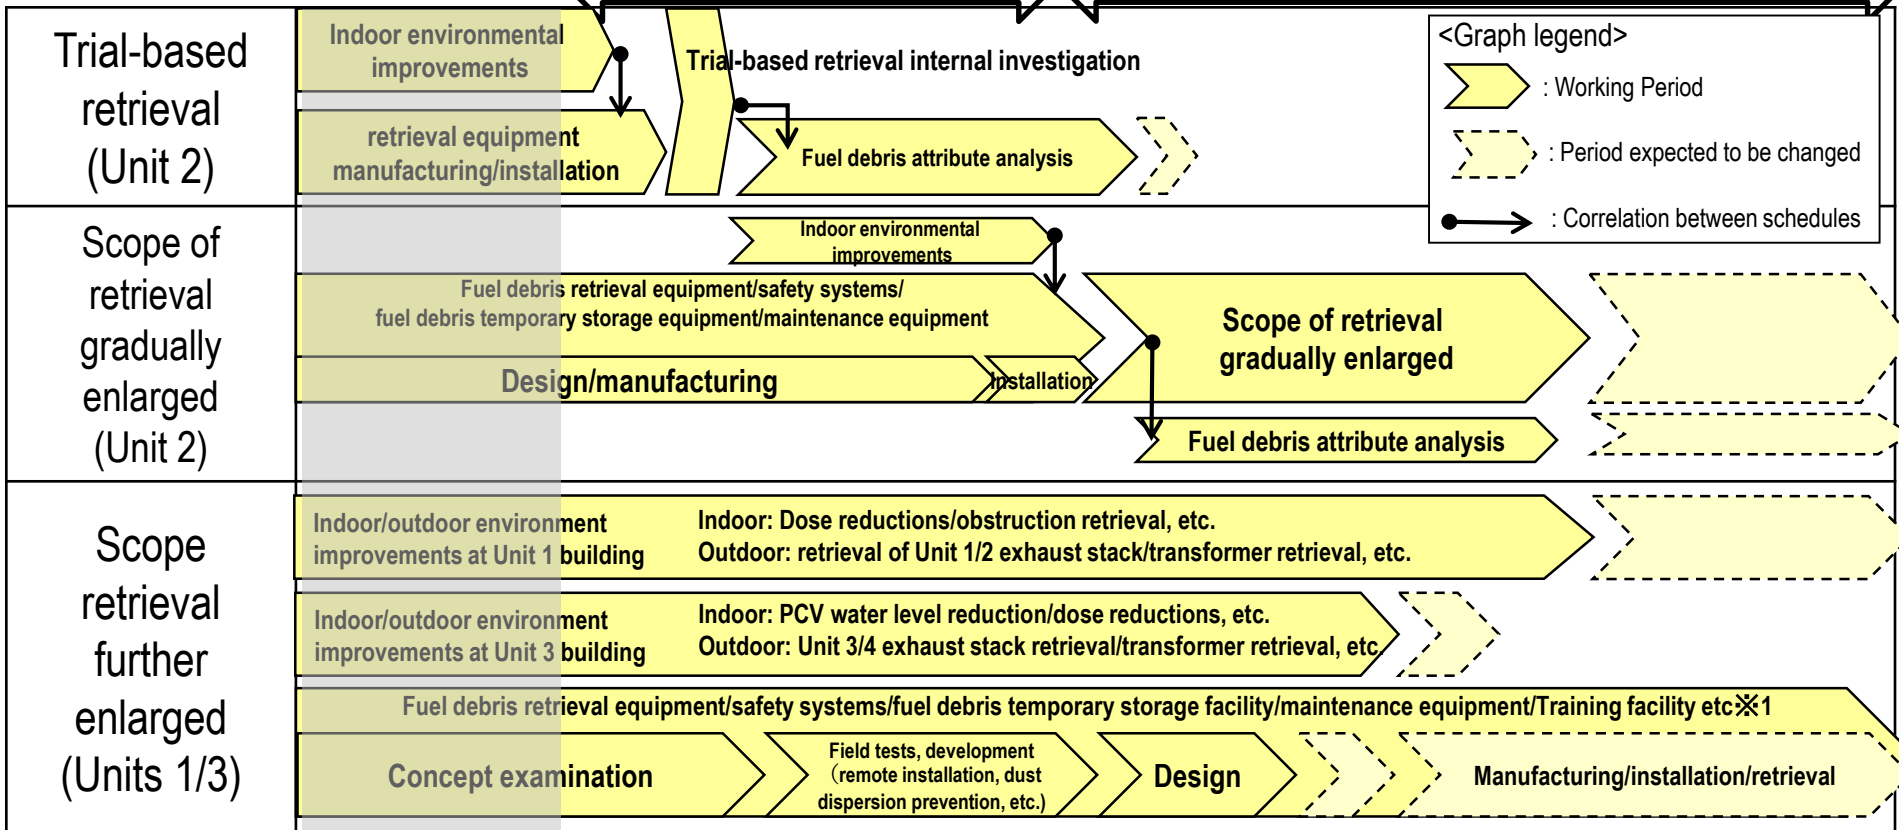 Trial-based
retrieval
(Unit 2)
Indoor environmental
improvements
retrieval equipment
manufacturing/installation
Trial-based retrieval internal investigation
Fuel debris attribute analysis
<Graph legend>
: Working Period
: Period expected to be changed
: Correlation between schedules
Scope of
retrieval
gradually
enlarged
(Unit 2)
Indoor environmental
improvements
Fuel debris retrieval equipment/safety systems/
fuel debris temporary storage equipment/maintenance equipment
Design/manufacturing
Installation
Scope of retrieval
gradually enlarged
Fuel debris attribute analysis
Scope
retrieval
further
enlarged
(Units 1/3)
Indoor/outdoor environment
improvements at Unit 1 building
Indoor: Dose reductions/obstruction retrieval, etc.
Outdoor: retrieval of Unit 1/2 exhaust stack/transformer retrieval, etc.
Indoor/outdoor environment
improvements at Unit 3 building
Indoor: PCV water level reduction/dose reductions, etc.
Outdoor: Unit 3/4 exhaust stack retrieval/transformer retrieval, etc.
Fuel debris retrieval equipment/safety systems/fuel debris temporary storage facility/maintenance equipment/Training facility etc※1
Concept examination
Field tests, development
（remote installation, dust
dispersion prevention, etc.)
Design
Manufacturing/installation/retrieval